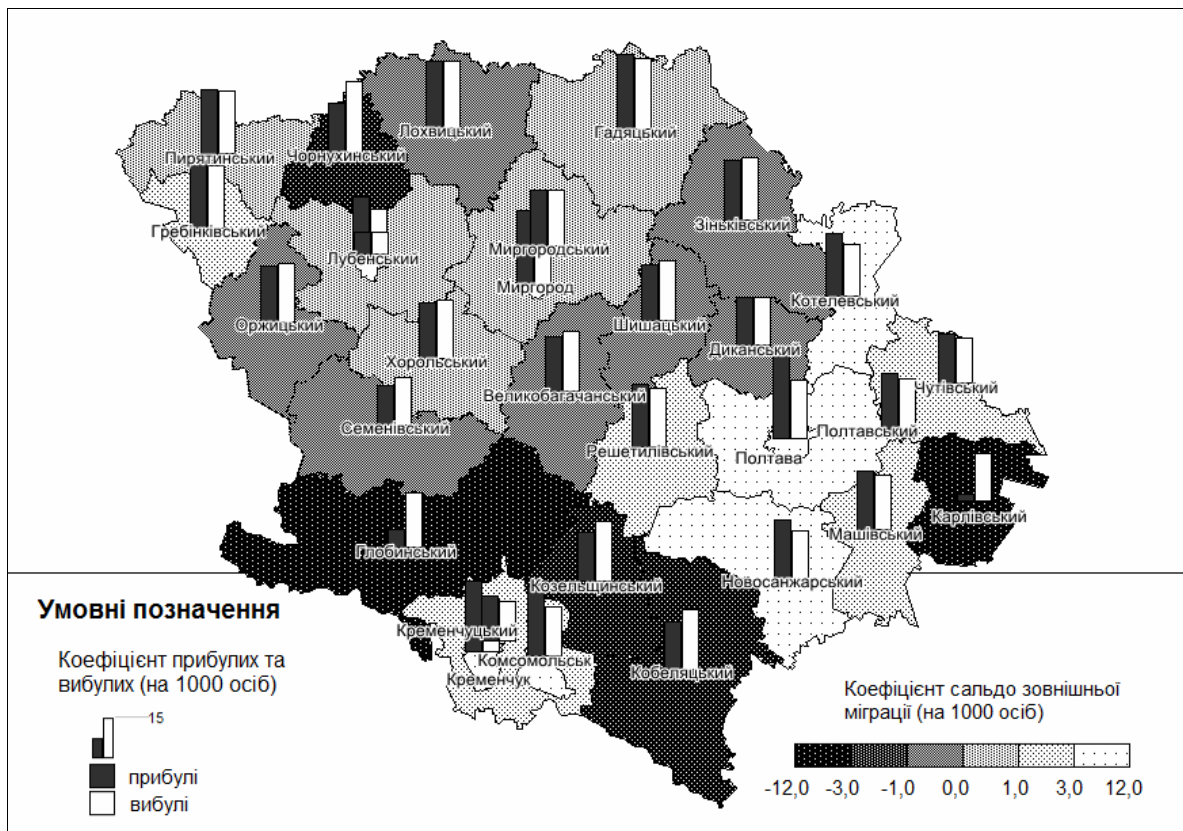 Лохвицький
Гадяцький
Пирятинський
Чорнухинський
Гребінківський
Зіньківський
Лубенський
Миргородський
Миргород
Котелевський
Оржицький
Шишацький
Диканський
Хорольський
Чутівський
Великобагачанський
Семенівський
Полтавський
Решетилівський
Полтава
Карлівський
Машівський
Глобинський
Козельщинський
Новосанжарський
Кременчуцький
Комсомольськ
Кобеляцький
Кременчук
Умовні позначення
Коефіцієнт прибулих та
вибулих (на 1000 осіб)
15
прибулі
вибулі
Коефіцієнт сальдо зовнішньої
міграції (на 1000 осіб)
-12,0 -3,0 -1,0 0,0 1,0 3,0 12,0